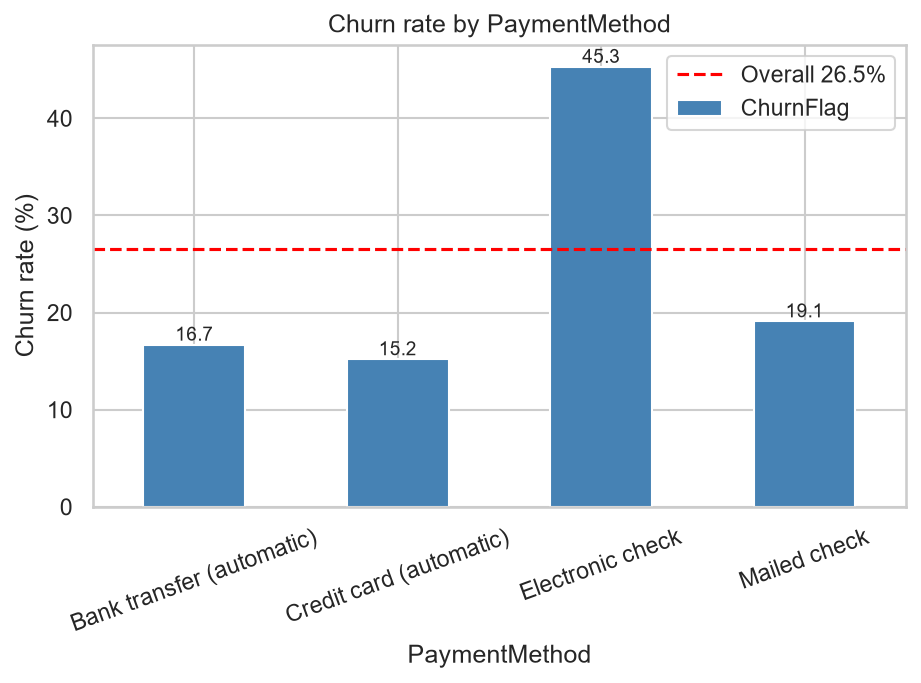 Churn rate by PaymentMethod
Overall 26.5%
ChurnFlag
Churn rate (%)
40
30
20
10
0
16.7
15.2
45.3
19.1
Bank transfer (automatic)
Credit card (automatic)
Electronic check
Mailed check
PaymentMethod